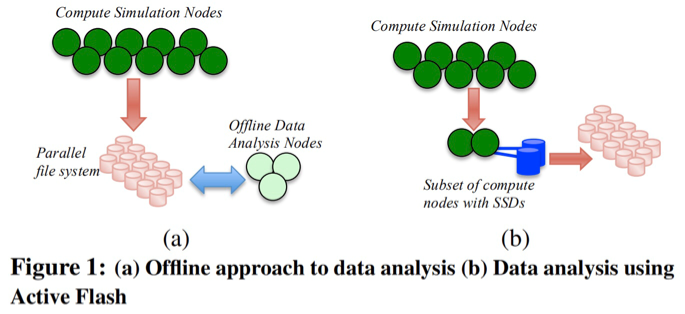 Compute Simulation Nodes
Parallel
file system
Offline Data
Analysis Nodes
(a)
Compute Simulation Nodes
Subset of compute
nodes with SSDs
(b)
Figure 1: (a) Offline approach to data analysis (b) Data analysis using
Active Flash